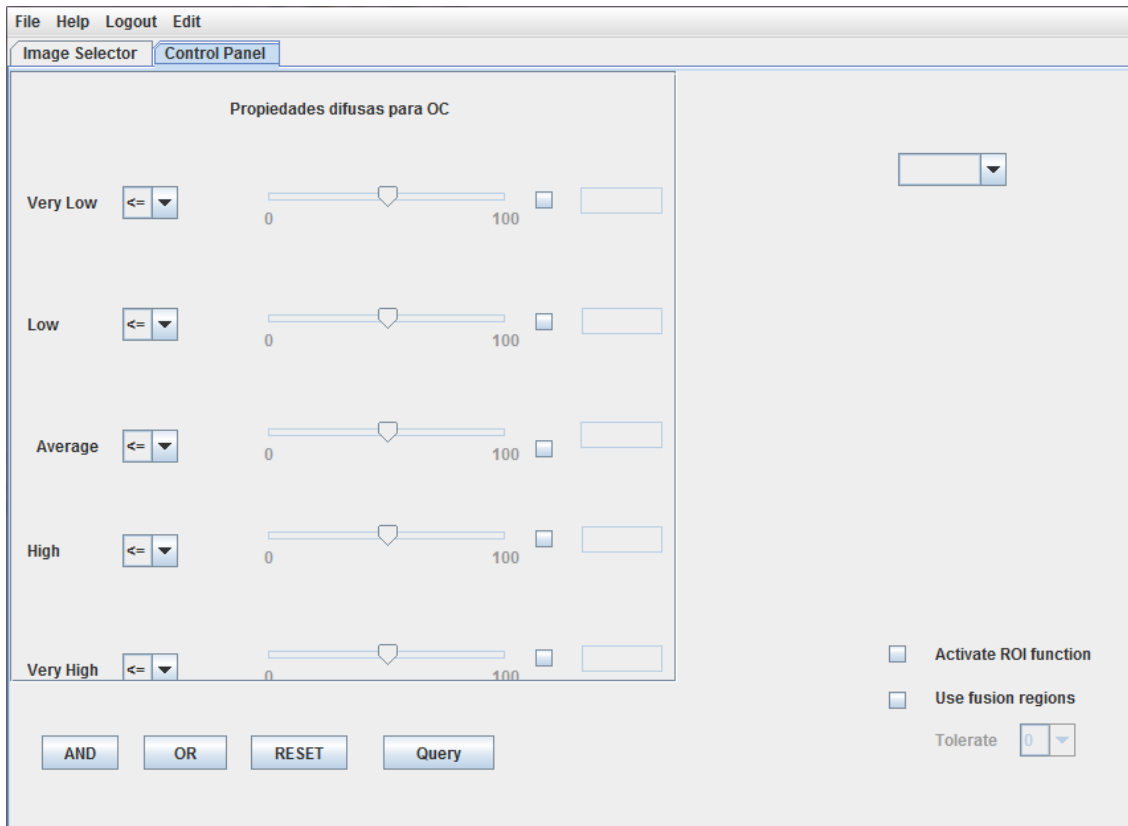 File Help Logout Edit
Image Selector Control Panel
Propiedades difusas para OC
Very Low <= 0 100
Low <= 0 100
Average <= 0 100
High <= 0 100
Very High <= 0 100
Activate ROI function
Use fusion regions
Tolerate 0
AND OR RESET Query